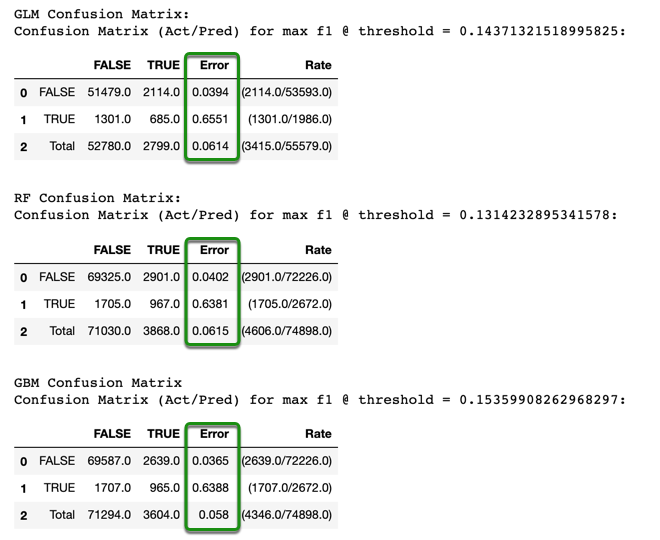 GLM Confusion Matrix:
Confusion Matrix (Act/Pred) for max f1 @ threshold = 0.14371321518995825:
FALSE TRUE Error Rate
0 FALSE 51479.0 2114.0 0.0394 (2114.0/53593.0)
1 TRUE 1301.0 685.0 0.6551 (1301.0/1986.0)
2 Total 52780.0 2799.0 0.0614 (3415.0/55579.0)
RF Confusion Matrix:
Confusion Matrix (Act/Pred) for max f1 @ threshold = 0.1314232895341578:
FALSE TRUE Error Rate
0 FALSE 69325.0 2901.0 0.0402 (2901.0/72226.0)
1 TRUE 1705.0 967.0 0.6381 (1705.0/2672.0)
2 Total 71030.0 3868.0 0.0615 (4606.0/74898.0)
GBM Confusion Matrix
Confusion Matrix (Act/Pred) for max f1 @ threshold = 0.15359908262968297:
FALSE TRUE Error Rate
0 FALSE 69587.0 2639.0 0.0365 (2639.0/72226.0)
1 TRUE 1707.0 965.0 0.6388 (1707.0/2672.0)
2 Total 71294.0 3604.0 0.058 (4346.0/74898.0)